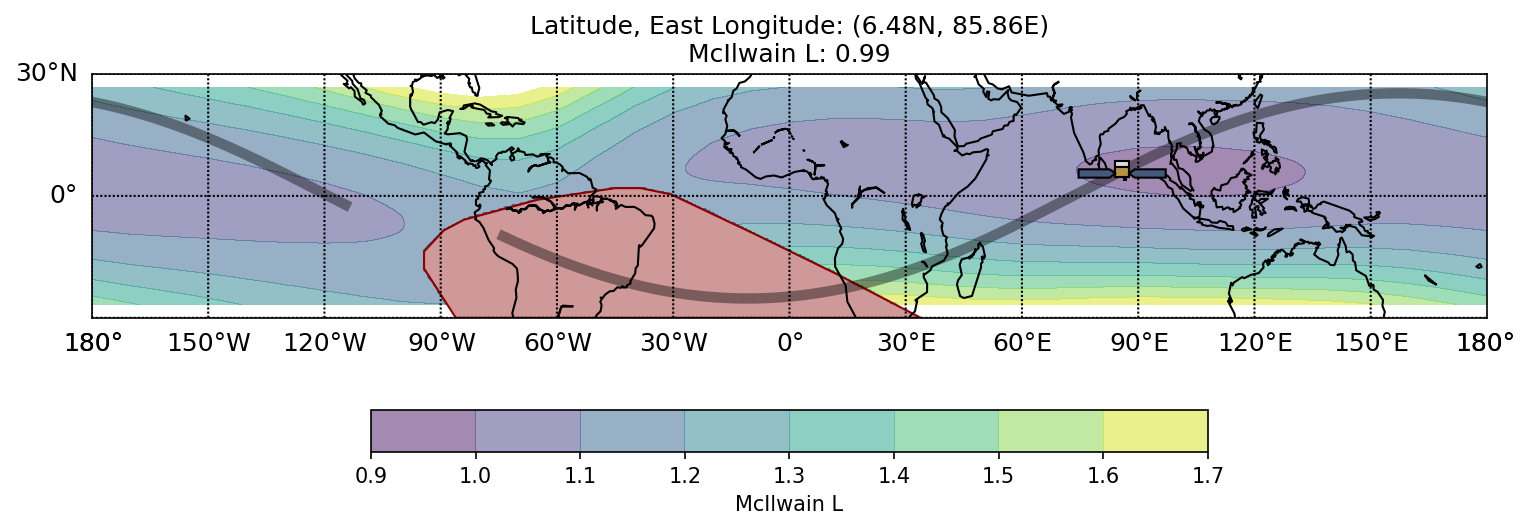 Latitude, East Longitude: (6.48N, 85.86E)
McIlwain L: 0.99
30°N
0°
180° 150°W 120°W 90°W 60°W 30°W 0° 30°E 60°E 90°E 120°E 150°E 180°
0.9 1.0 1.1 1.2 1.3 1.4 1.5 1.6 1.7
McIlwain L